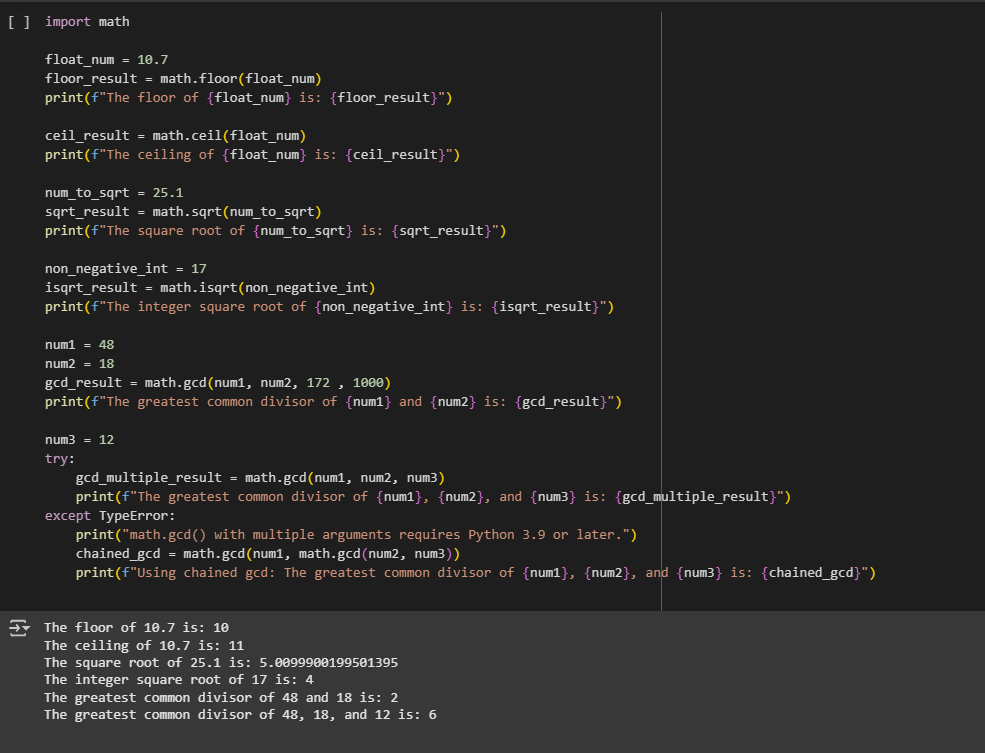 [ ] import math

float_num = 10.7
floor_result = math.floor(float_num)
print(f"The floor of {float_num} is: {floor_result}")

ceil_result = math.ceil(float_num)
print(f"The ceiling of {float_num} is: {ceil_result}")

num_to_sqrt = 25.1
sqrt_result = math.sqrt(num_to_sqrt)
print(f"The square root of {num_to_sqrt} is: {sqrt_result}")

non_negative_int = 17
isqrt_result = math.isqrt(non_negative_int)
print(f"The integer square root of {non_negative_int} is: {isqrt_result}")

num1 = 48
num2 = 18
gcd_result = math.gcd(num1, num2, 172 , 1000)
print(f"The greatest common divisor of {num1} and {num2} is: {gcd_result}")

num3 = 12
try:
    gcd_multiple_result = math.gcd(num1, num2, num3)
    print(f"The greatest common divisor of {num1}, {num2}, and {num3} is: {gcd_multiple_result}")
except TypeError:
    print("math.gcd() with multiple arguments requires Python 3.9 or later.")
    chained_gcd = math.gcd(num1, math.gcd(num2, num3))
    print(f"Using chained gcd: The greatest common divisor of {num1}, {num2}, and {num3} is: {chained_gcd}")

The floor of 10.7 is: 10
The ceiling of 10.7 is: 11
The square root of 25.1 is: 5.0099900199501395
The integer square root of 17 is: 4
The greatest common divisor of 48 and 18 is: 2
The greatest common divisor of 48, 18, and 12 is: 6